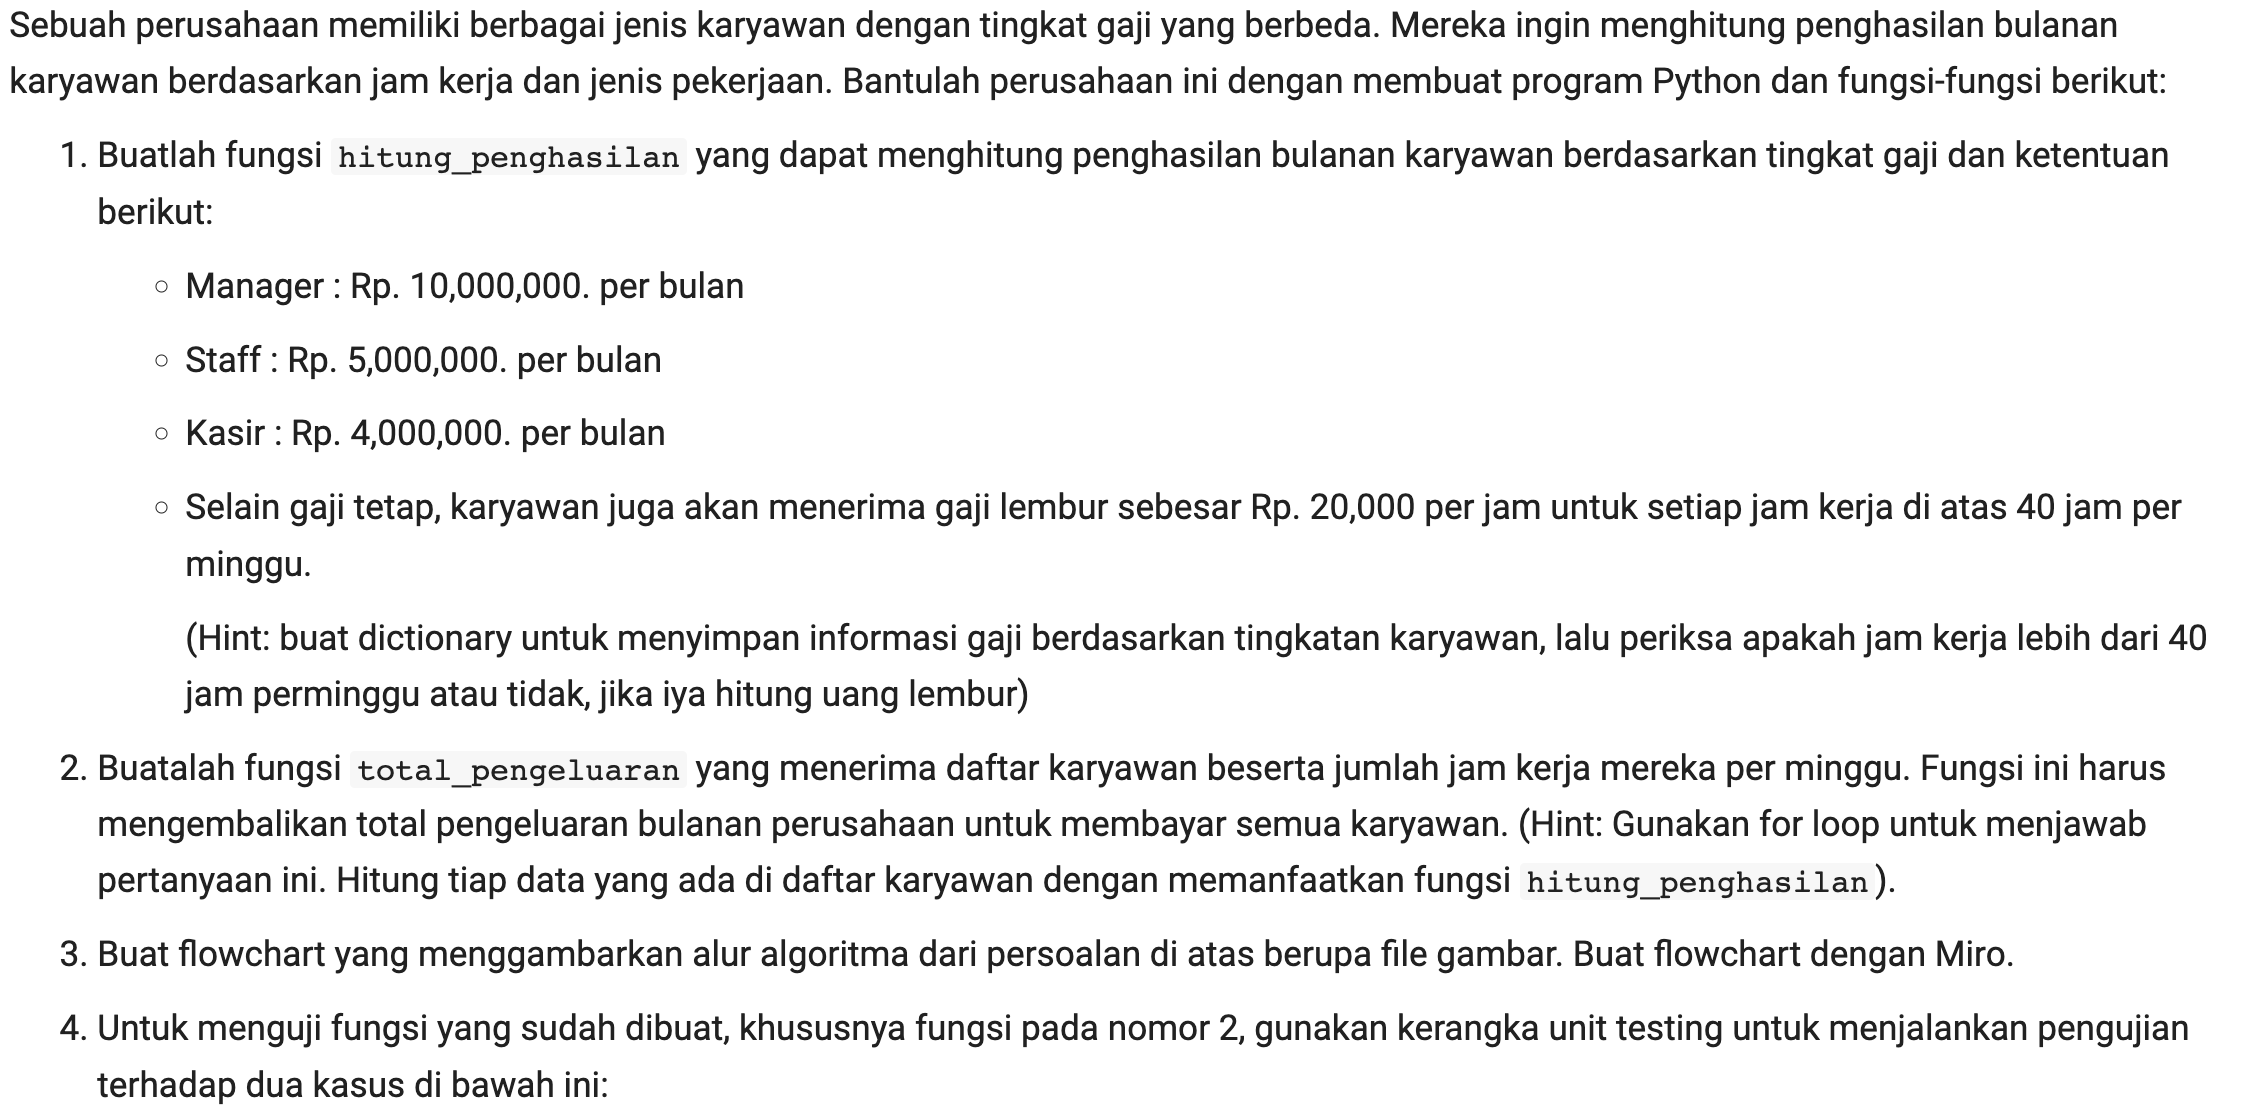 Sebuah perusahaan memiliki berbagai jenis karyawan dengan tingkat gaji yang berbeda. Mereka ingin menghitung penghasilan bulanan
karyawan berdasarkan jam kerja dan jenis pekerjaan. Bantulah perusahaan ini dengan membuat program Python dan fungsi-fungsi berikut:
1. Buatlah fungsi hitung_penghasilan yang dapat menghitung penghasilan bulanan karyawan berdasarkan tingkat gaji dan ketentuan
berikut:
○ Manager : Rp. 10,000,000. per bulan
○ Staff : Rp. 5,000,000. per bulan
○ Kasir : Rp. 4,000,000. per bulan
○ Selain gaji tetap, karyawan juga akan menerima gaji lembur sebesar Rp. 20,000 per jam untuk setiap jam kerja di atas 40 jam per
minggu.
(Hint: buat dictionary untuk menyimpan informasi gaji berdasarkan tingkatan karyawan, lalu periksa apakah jam kerja lebih dari 40
jam perminggu atau tidak, jika iya hitung uang lembur)
2. Buatalah fungsi total_pengeluaran yang menerima daftar karyawan beserta jumlah jam kerja mereka per minggu. Fungsi ini harus
mengembalikan total pengeluaran bulanan perusahaan untuk membayar semua karyawan. (Hint: Gunakan for loop untuk menjawab
pertanyaan ini. Hitung tiap data yang ada di daftar karyawan dengan memanfaatkan fungsi hitung_penghasilan).
3. Buat flowchart yang menggambarkan alur algoritma dari persoalan di atas berupa file gambar. Buat flowchart dengan Miro.
4. Untuk menguji fungsi yang sudah dibuat, khususnya fungsi pada nomor 2, gunakan kerangka unit testing untuk menjalankan pengujian
terhadap dua kasus di bawah ini: